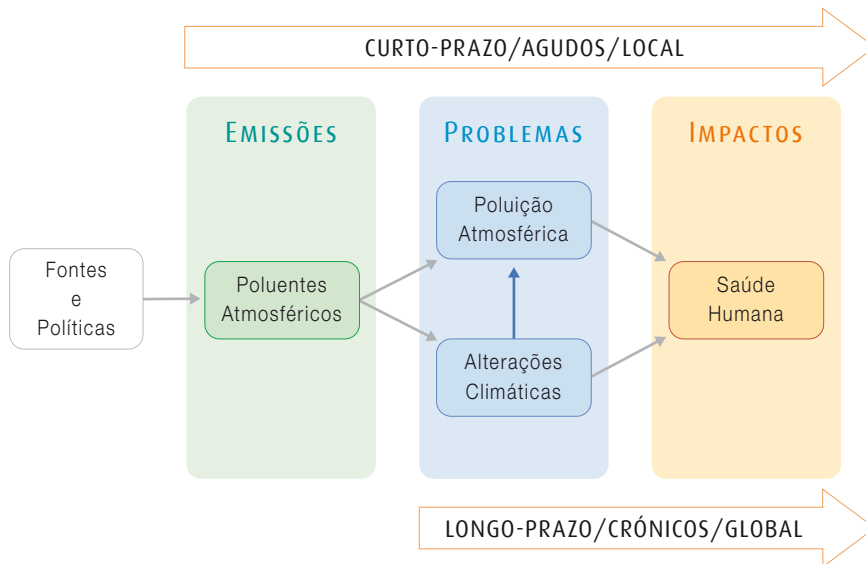 CURTO-PRAZO/AGUDOS/LOCAL
EMISSÕES
PROBLEMAS
IMPACTOS
Fontes
e
Políticas
Poluentes
Atmosféricos
Poluição
Atmosférica
Alterações
Climáticas
Saúde
Humana
LONGO-PRAZO/CRÓNICOS/GLOBAL